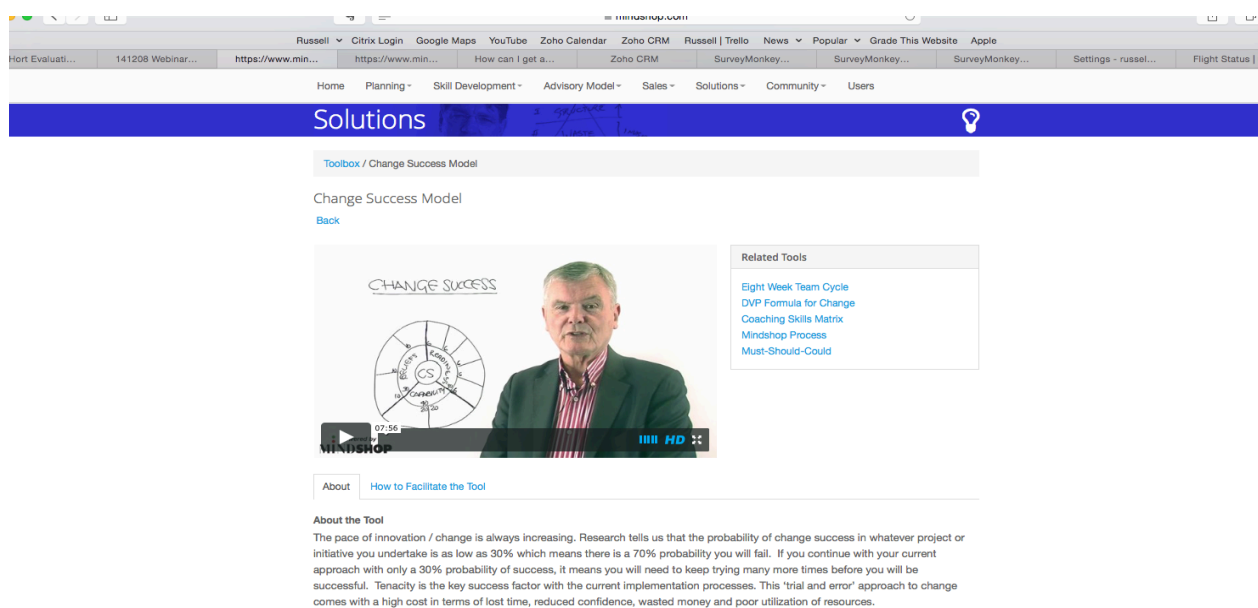 mindshop.com
Russell Citrix Login Google Maps YouTube Zoho Calendar Zoho CRM Russell | Trello News Popular Grade This Website Apple
Hort Evaluati... 141208 Webinar... https://www.min... https://www.min... How can I get a... Zoho CRM SurveyMonkey... SurveyMonkey... SurveyMonkey... Settings - russel... Flight Status |
Home Planning Skill Development Advisory Model Sales Solutions Community Users
Solutions
Toolbox / Change Success Model
Change Success Model
Back
CHANGE SUCCESS
BELIEFS
READINESS
CS
CAPABILITY
07:56
powered by
MINDSHOP
HD
Related Tools
Eight Week Team Cycle
DVP Formula for Change
Coaching Skills Matrix
Mindshop Process
Must-Should-Could
About How to Facilitate the Tool
About the Tool
The pace of innovation / change is always increasing. Research tells us that the probability of change success in whatever project or
initiative you undertake is as low as 30% which means there is a 70% probability you will fail. If you continue with your current
approach with only a 30% probability of success, it means you will need to keep trying many more times before you will be
successful. Tenacity is the key success factor with the current implementation processes. This 'trial and error' approach to change
comes with a high cost in terms of lost time, reduced confidence, wasted money and poor utilization of resources.